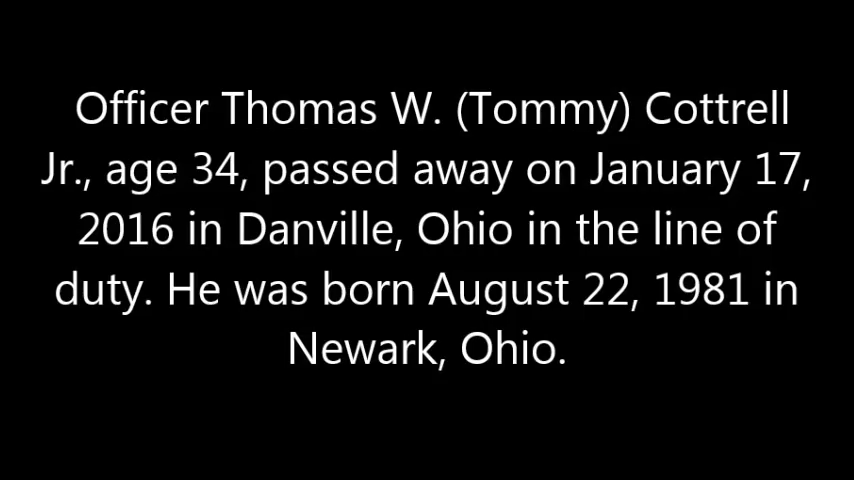 Officer Thomas W. (Tommy) Cottrell
Jr., age 34, passed away on January 17,
2016 in Danville, Ohio in the line of
duty. He was born August 22, 1981 in
Newark, Ohio.